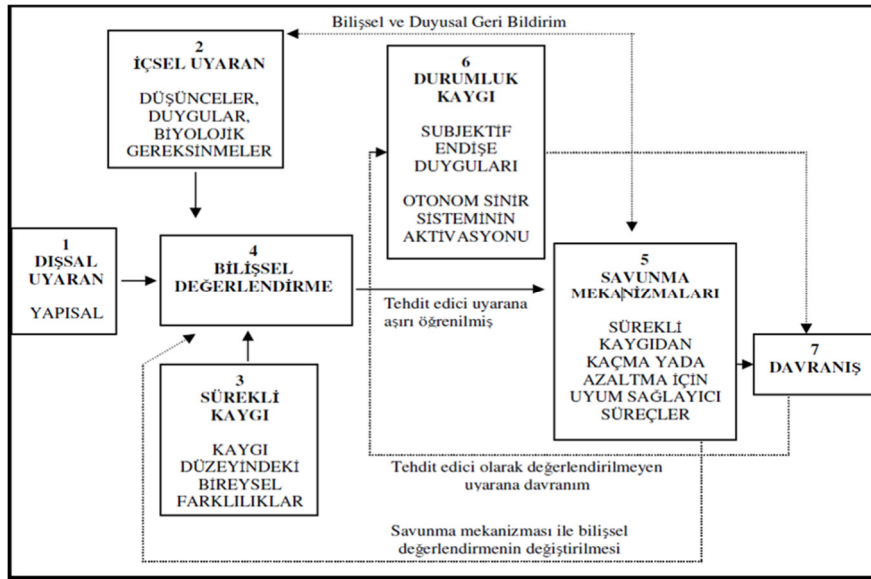 Bilişsel ve Duyusal Geri Bildirim
2
İÇSEL UYARAN
DÜŞÜNCELER,
DUYGULAR,
BİYOLOJİK
GEREKSİNMELER
6
DURUMLUK
KAYGI
SUBJEKTİF
ENDİŞE
DUYGULARI
OTONOM SİNİR
SİSTEMİNİN
AKTİVASYONU
1
DIŞSAL
UYARAN
YAPISAL
4
BİLİŞSEL
DEĞERLENDİRME
Tehdit edici uyarana
aşırı öğrenilmiş
5
SAVUNMA
MEKANİZMALARI
SÜREKLİ
KAYGIDAN
KAÇMA YADA
AZALTMA İÇİN
UYUM SAĞLAYICI
SÜREÇLER
7
DAVRANIŞ
3
SÜREKLİ
KAYGI
KAYGI
DÜZEYİNDEKİ
BİREYSEL
FARKLILIKLAR
Tehdit edici olarak değerlendirilmeyen
uyarana davranım
Savunma mekanizması ile bilişsel
değerlendirmenin değiştirilmesi